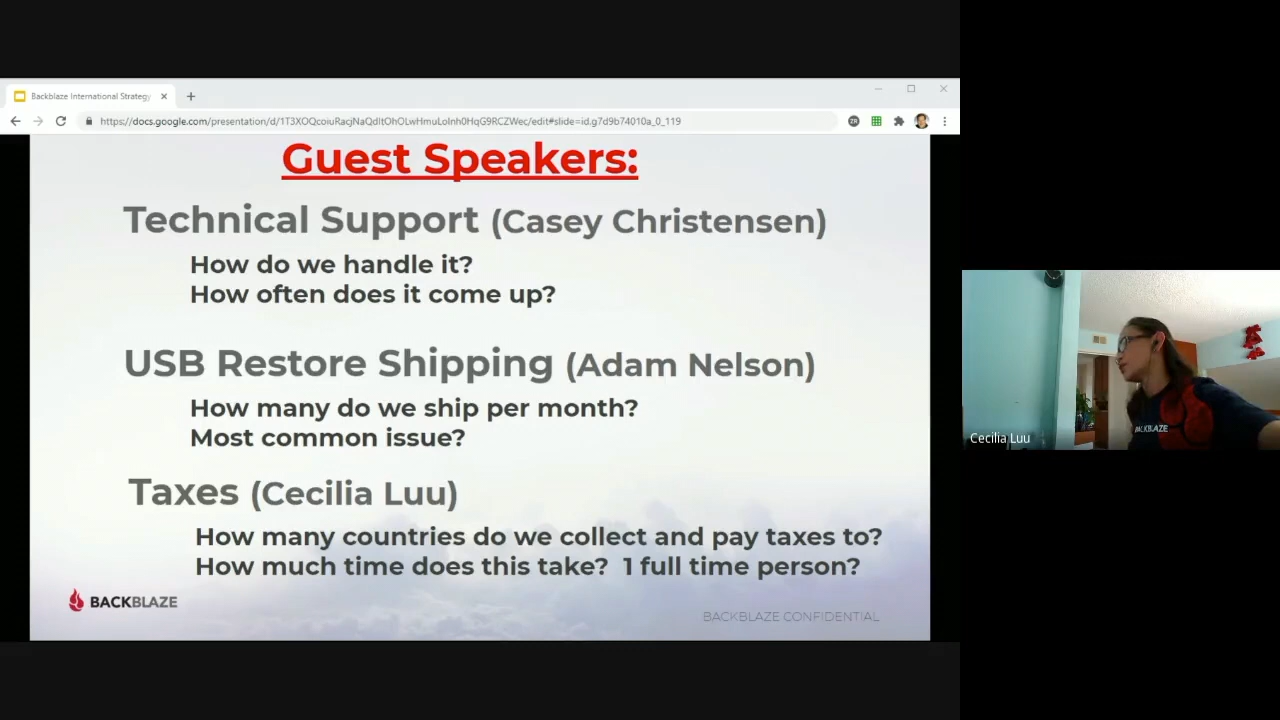 Backblaze International Strategy
https://docs.google.com/presentation/d/1T3XOQcoiuRacjNaQdItOhOLwHmuLoInh0HqG9RCZWec/edit#slide=id.g7d9b74010a_0_119
Guest Speakers:
Technical Support (Casey Christensen)
How do we handle it?
How often does it come up?
USB Restore Shipping (Adam Nelson)
How many do we ship per month?
Most common issue?
Taxes (Cecilia Luu)
How many countries do we collect and pay taxes to?
How much time does this take? 1 full time person?
BACKBLAZE
BACKBLAZE CONFIDENTIAL
BACKBLAZE
Cecilia Luu